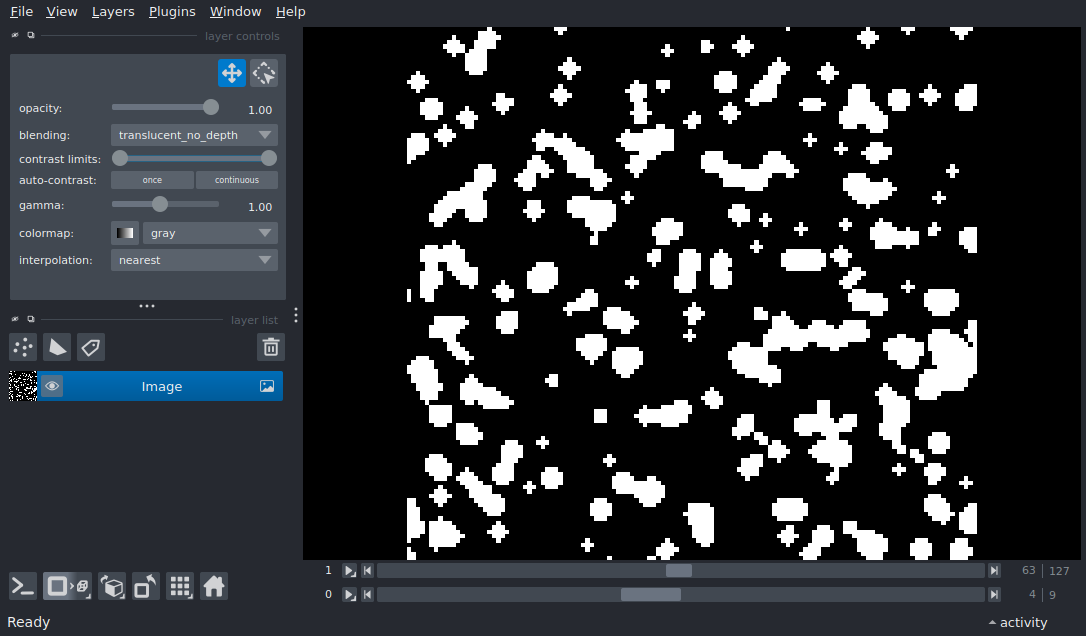 File View Layers Plugins Window Help
layer controls
opacity: 1.00
blending: translucent_no_depth
contrast limits:
auto-contrast: once continuous
gamma: 1.00
colormap: gray
interpolation: nearest
layer list
Image
1 63 127
0 4 9
Ready activity